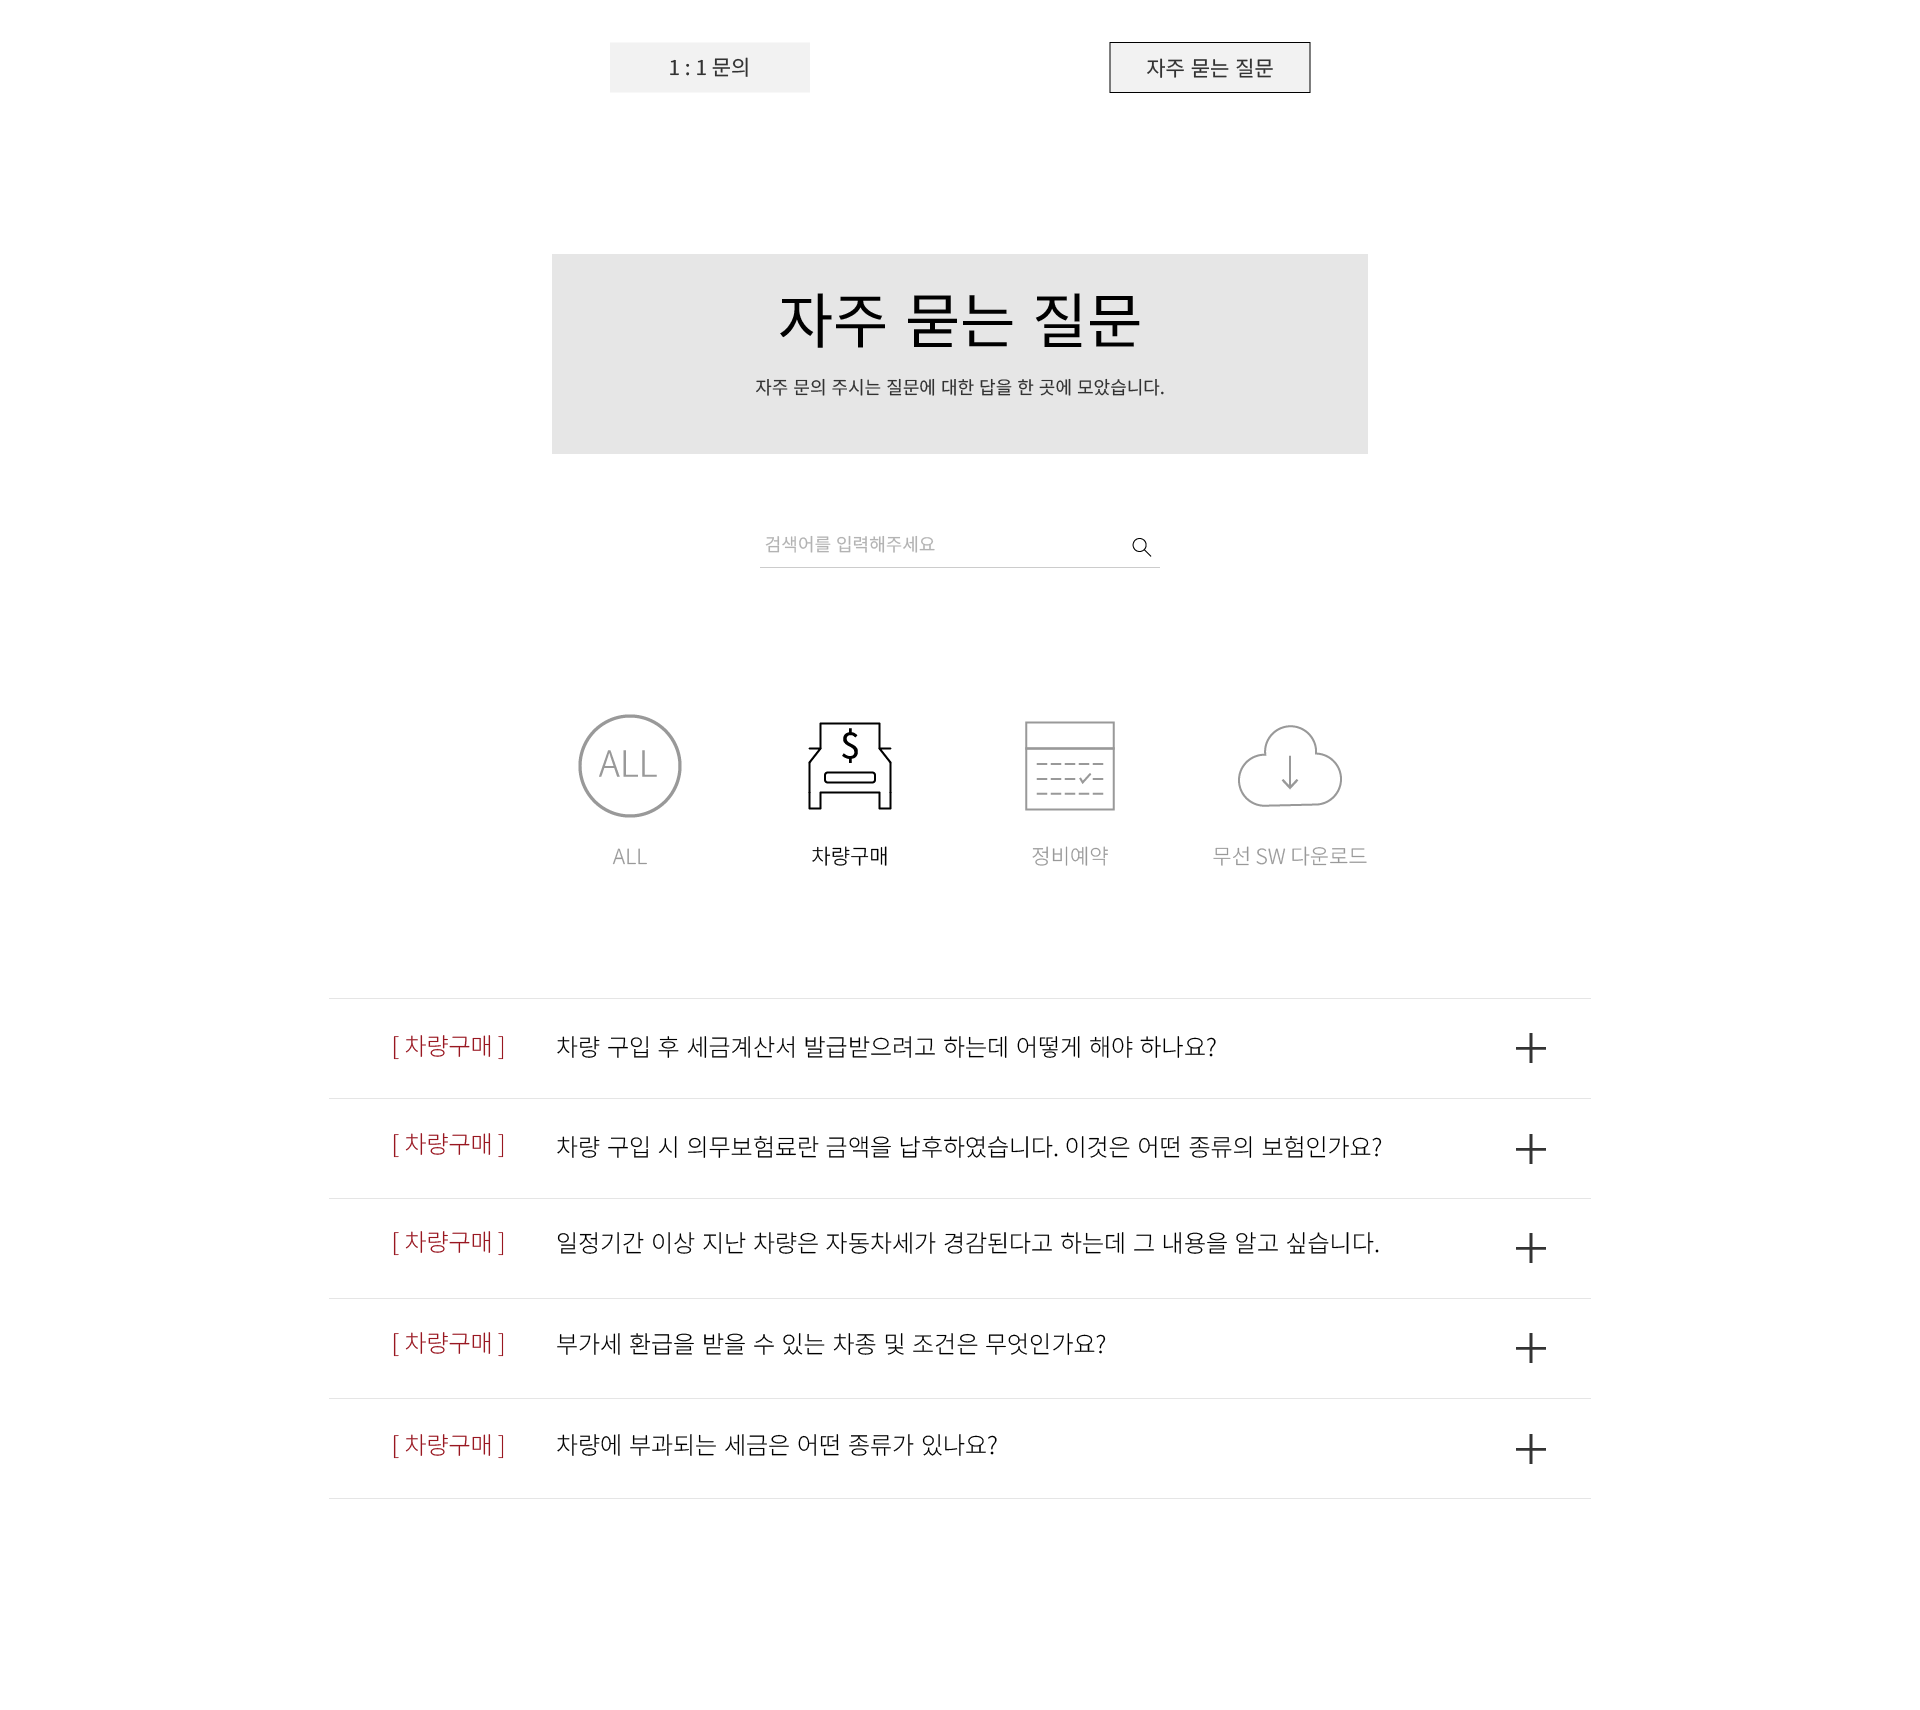 1 : 1 문의
자주 묻는 질문
자주 묻는 질문
자주 문의 주시는 질문에 대한 답을 한 곳에 모았습니다.
검색어를 입력해주세요
ALL
$
ALL
차량구매
정비예약
무선 SW 다운로드
[ 차량구매 ] 차량 구입 후 세금계산서 발급받으려고 하는데 어떻게 해야 하나요?
[ 차량구매 ] 차량 구입 시 의무보험료란 금액을 납후하였습니다. 이것은 어떤 종류의 보험인가요?
[ 차량구매 ] 일정기간 이상 지난 차량은 자동차세가 경감된다고 하는데 그 내용을 알고 싶습니다.
[ 차량구매 ] 부가세 환급을 받을 수 있는 차종 및 조건은 무엇인가요?
[ 차량구매 ] 차량에 부과되는 세금은 어떤 종류가 있나요?